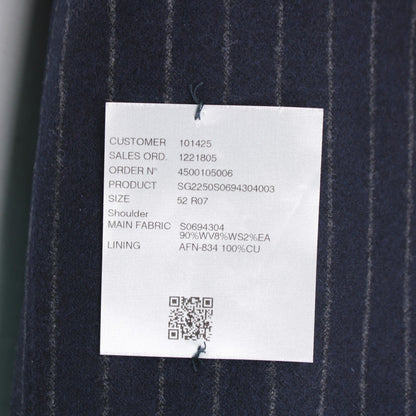 CUSTOMER 101425
SALES ORD. 1221805
ORDER N° 4500105006
PRODUCT SG2250S0694304003
SIZE 52 R07
Shoulder
MAIN FABRIC S0694304
90%WV8%WS2%EA
LINING AFN-834 100%CU